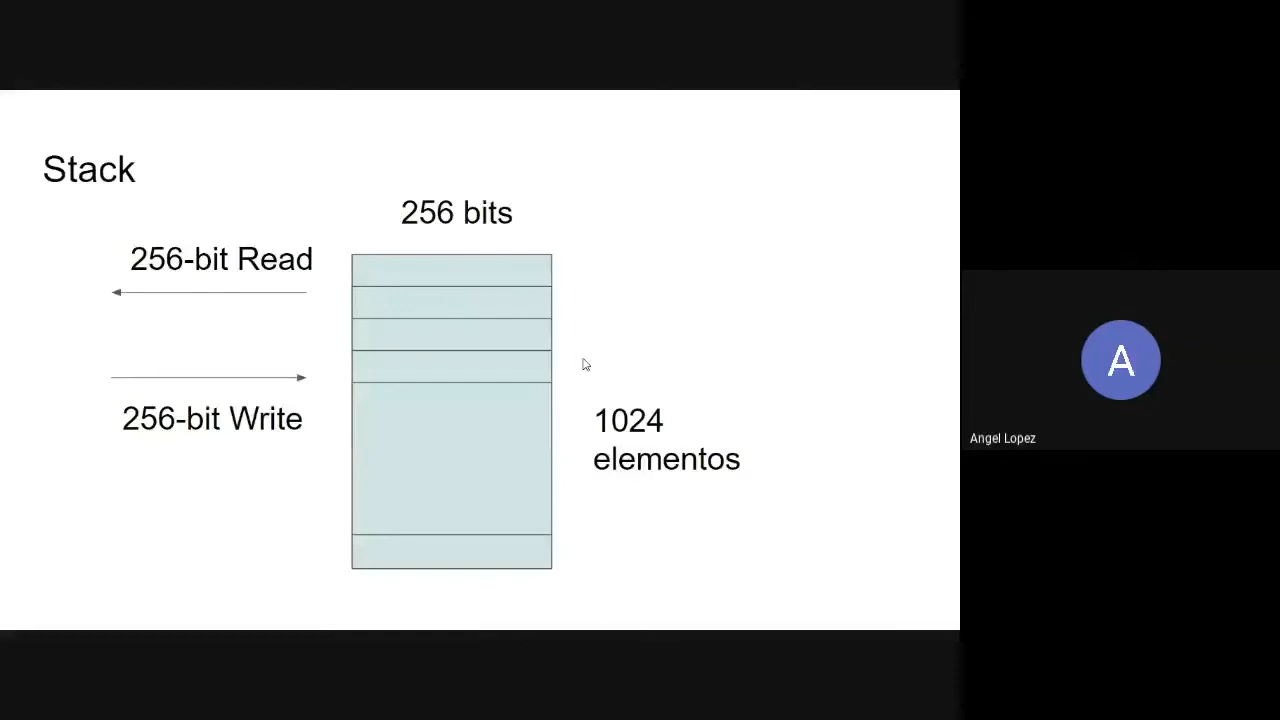 Stack
256 bits
256-bit Read
256-bit Write
1024
elementos
A
Angel Lopez